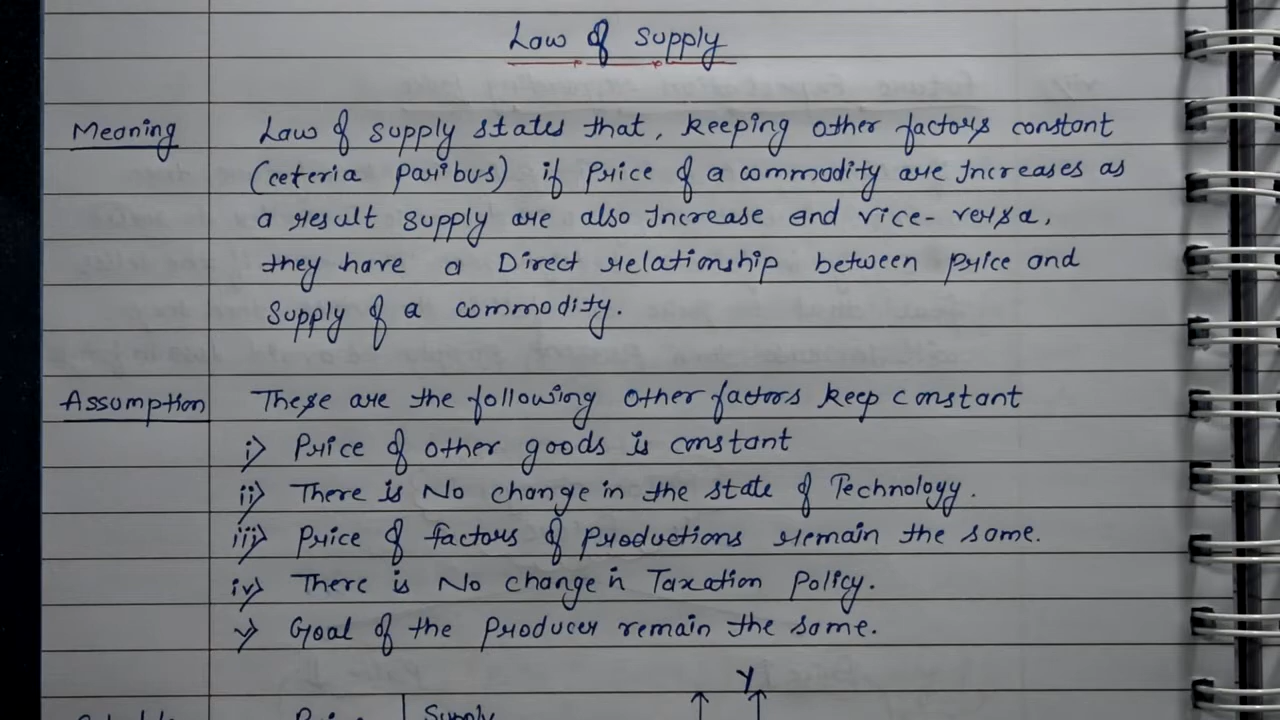 Law of Supply
Meaning Law of Supply states that, keeping other factors constant
(ceteria Paribus) if Price of a commodity are Increases as
a result Supply are also Increase and vice-versa,
they have a Direct relationship between Price and
Supply of a commodity.
Assumption These are the following other factors keep constant
i) Price of other goods is constant
ii) There is No change in the state of Technology.
iii) Price of factors of Productions remain the same.
iv) There is No change in Taxation Policy.
v) Goal of the Producer remain the same.
Y
Price Supply